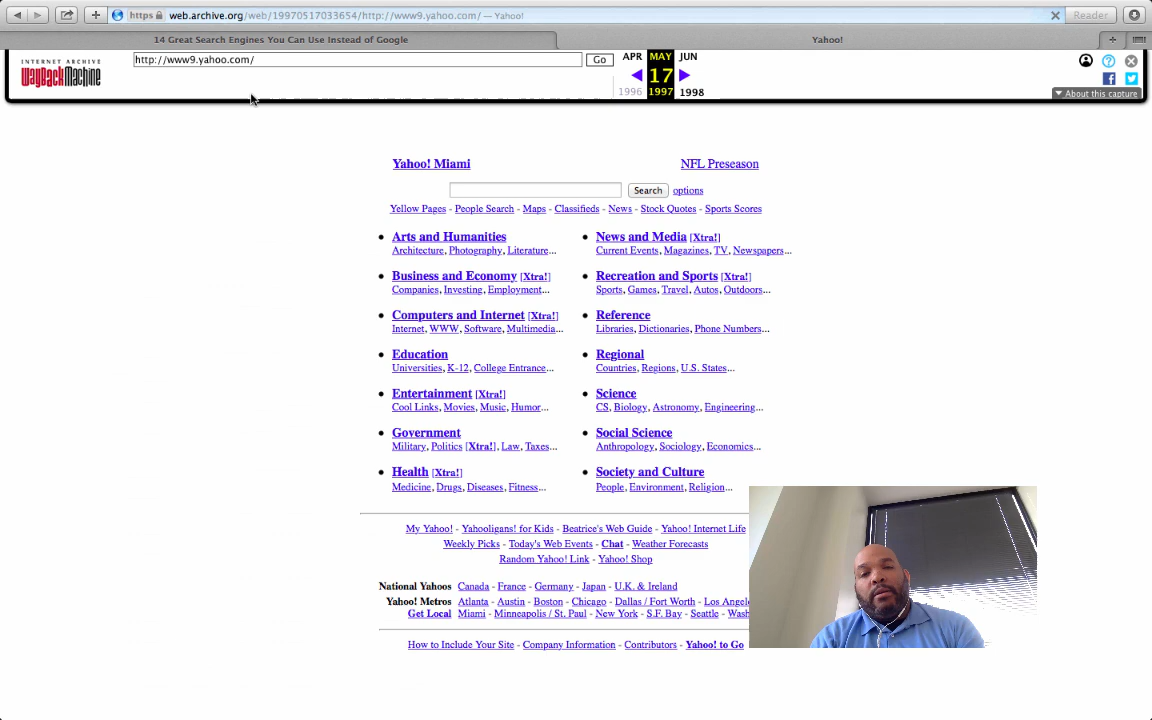 https web.archive.org/web/19970517033654/http://www9.yahoo.com/ — Yahoo!
Reader
14 Great Search Engines You Can Use Instead of Google
Yahoo!
INTERNET ARCHIVE
WayBackMachine
http://www9.yahoo.com/
Go
APR MAY JUN
17
1996 1997 1998
About this capture
Yahoo! Miami
NFL Preseason
Search options
Yellow Pages - People Search - Maps - Classifieds - News - Stock Quotes - Sports Scores
Arts and Humanities
Architecture, Photography, Literature...
News and Media [Xtra!]
Current Events, Magazines, TV, Newspapers...
Business and Economy [Xtra!]
Companies, Investing, Employment...
Recreation and Sports [Xtra!]
Sports, Games, Travel, Autos, Outdoors...
Computers and Internet [Xtra!]
Internet, WWW, Software, Multimedia...
Reference
Libraries, Dictionaries, Phone Numbers...
Education
Universities, K-12, College Entrance...
Regional
Countries, Regions, U.S. States...
Entertainment [Xtra!]
Cool Links, Movies, Music, Humor...
Science
CS, Biology, Astronomy, Engineering...
Government
Military, Politics [Xtra!], Law, Taxes...
Social Science
Anthropology, Sociology, Economics...
Health [Xtra!]
Medicine, Drugs, Diseases, Fitness...
Society and Culture
People, Environment, Religion...
My Yahoo! - Yahooligans! for Kids - Beatrice's Web Guide - Yahoo! Internet Life
Weekly Picks - Today's Web Events - Chat - Weather Forecasts
Random Yahoo! Link - Yahoo! Shop
National Yahoos Canada - France - Germany - Japan - U.K. & Ireland
Yahoo! Metros Atlanta - Austin - Boston - Chicago - Dallas / Fort Worth - Los Angele
Get Local Miami - Minneapolis / St. Paul - New York - S.F. Bay - Seattle - Wash
How to Include Your Site - Company Information - Contributors - Yahoo! to Go